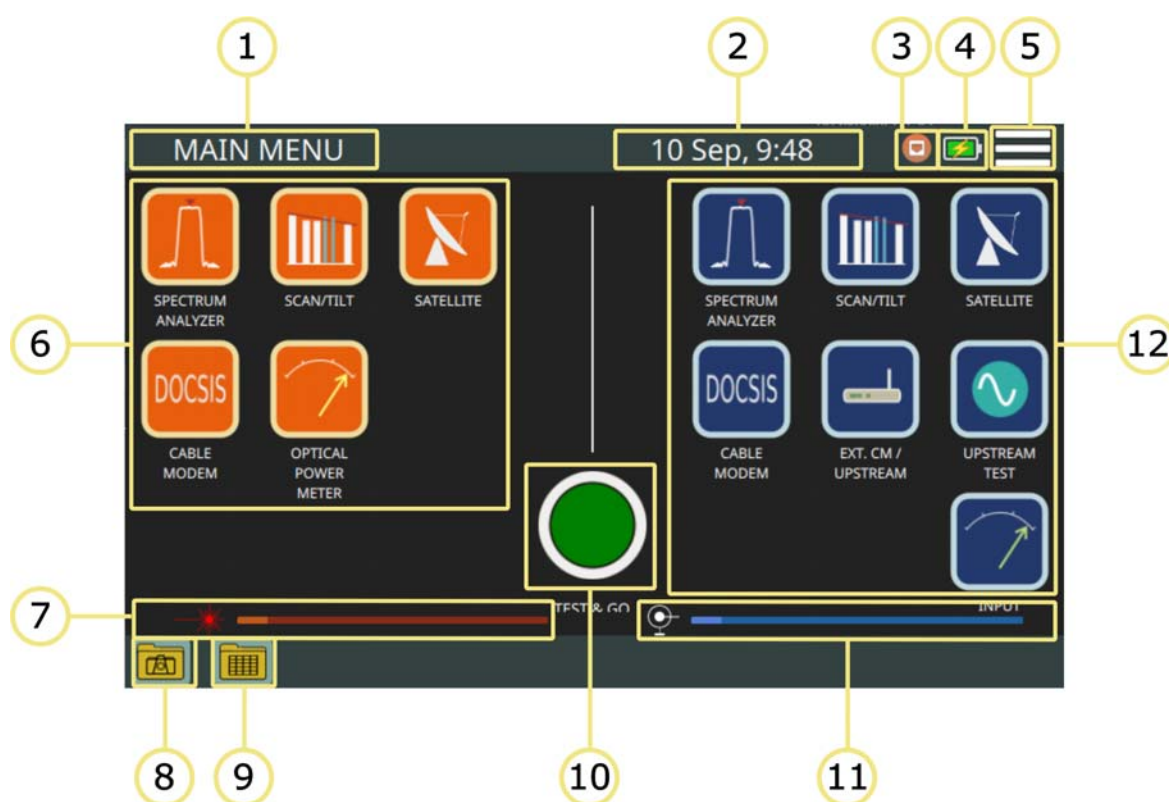 1
2
3
4
5
MAIN MENU
10 Sep, 9:48
SPECTRUM
ANALYZER
SCAN/TILT
SATELLITE
SPECTRUM
ANALYZER
SCAN/TILT
SATELLITE
6
12
DOCSIS
DOCSIS
CABLE
MODEM
OPTICAL
POWER
METER
CABLE
MODEM
EXT. CM /
UPSTREAM
UPSTREAM
TEST
7
TEST & GO
INPUT
8
9
10
11